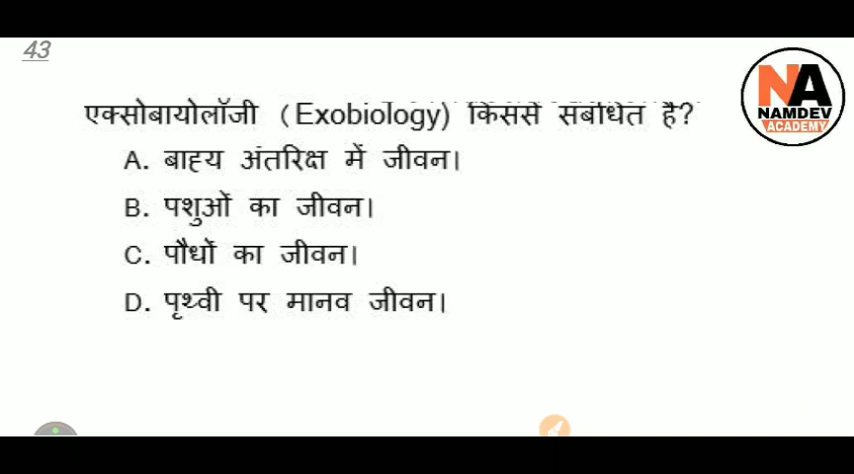 43
NA
NAMDEV
ACADEMY
एक्सोबायोलॉजी (Exobiology) किससे संबंधित है?
A. बाह्य अंतरिक्ष में जीवन।
B. पशुओं का जीवन।
C. पौधों का जीवन।
D. पृथ्वी पर मानव जीवन।